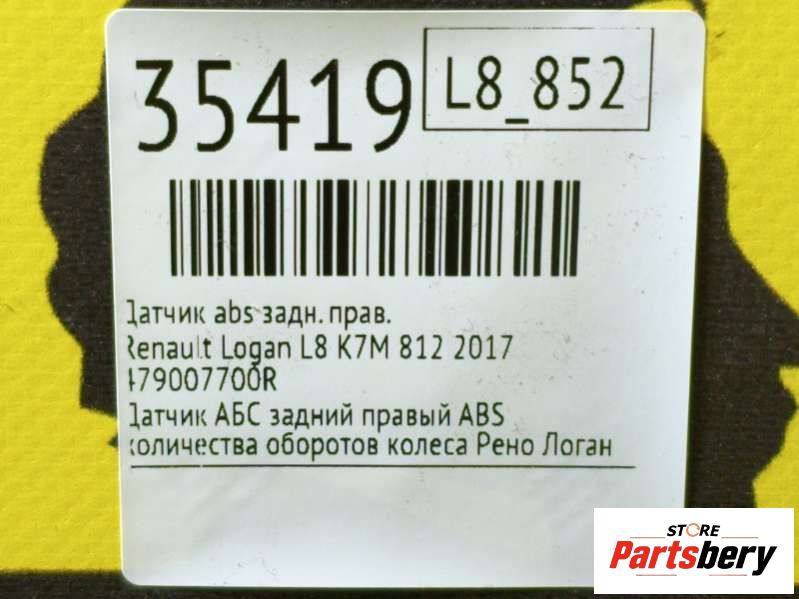 35419
L8_852
Датчик abs задн. прав.
Renault Logan L8 K7M 812 2017
479007700R
Датчик АБС задний правый ABS
количества оборотов колеса Рено Логан
STORE
Partsbery